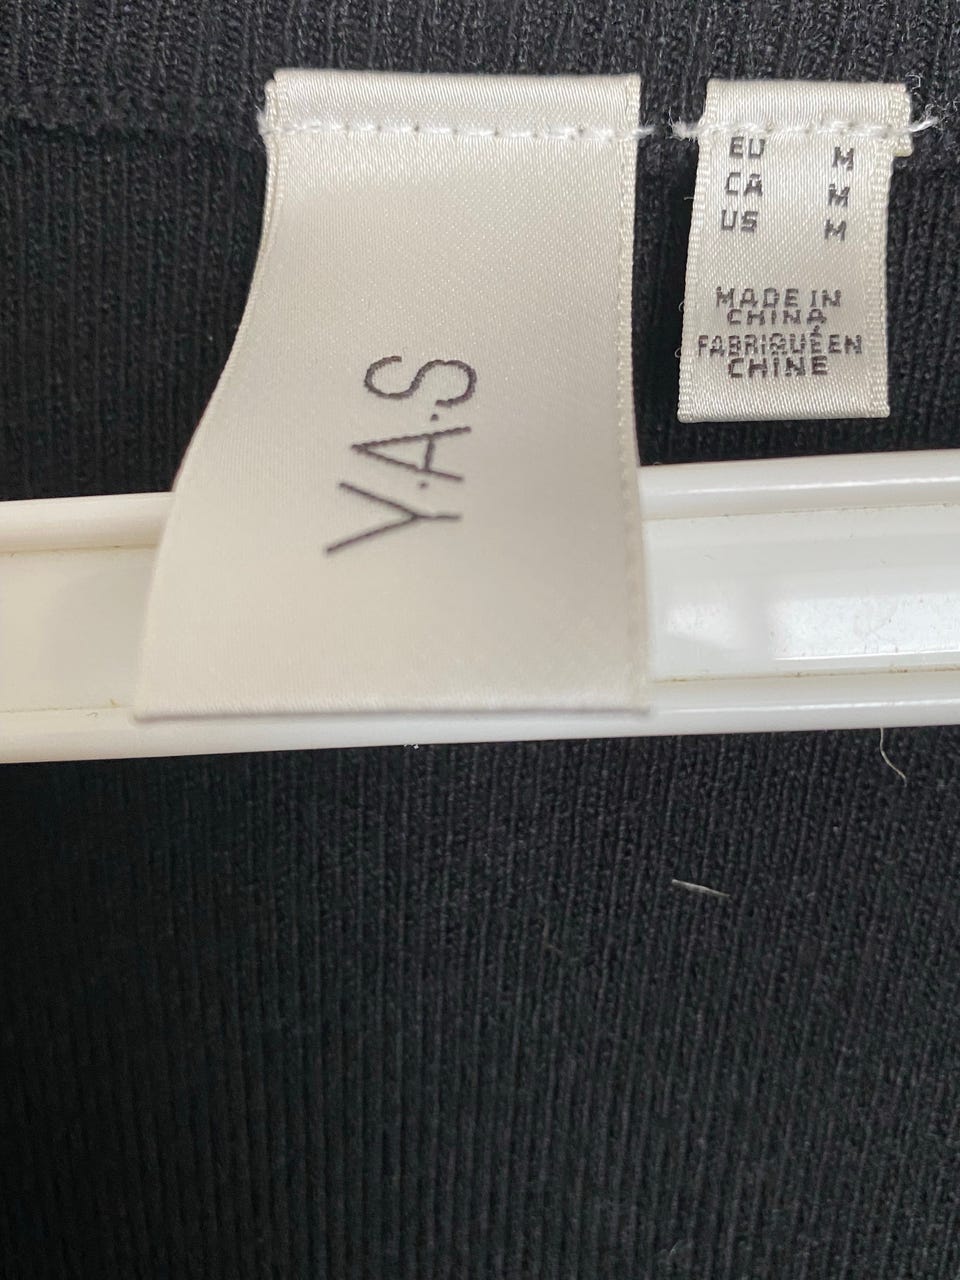 Y.A.S
EU M
CA M
US M
MADE IN
CHINA
FABRIQUÉ EN
CHINE